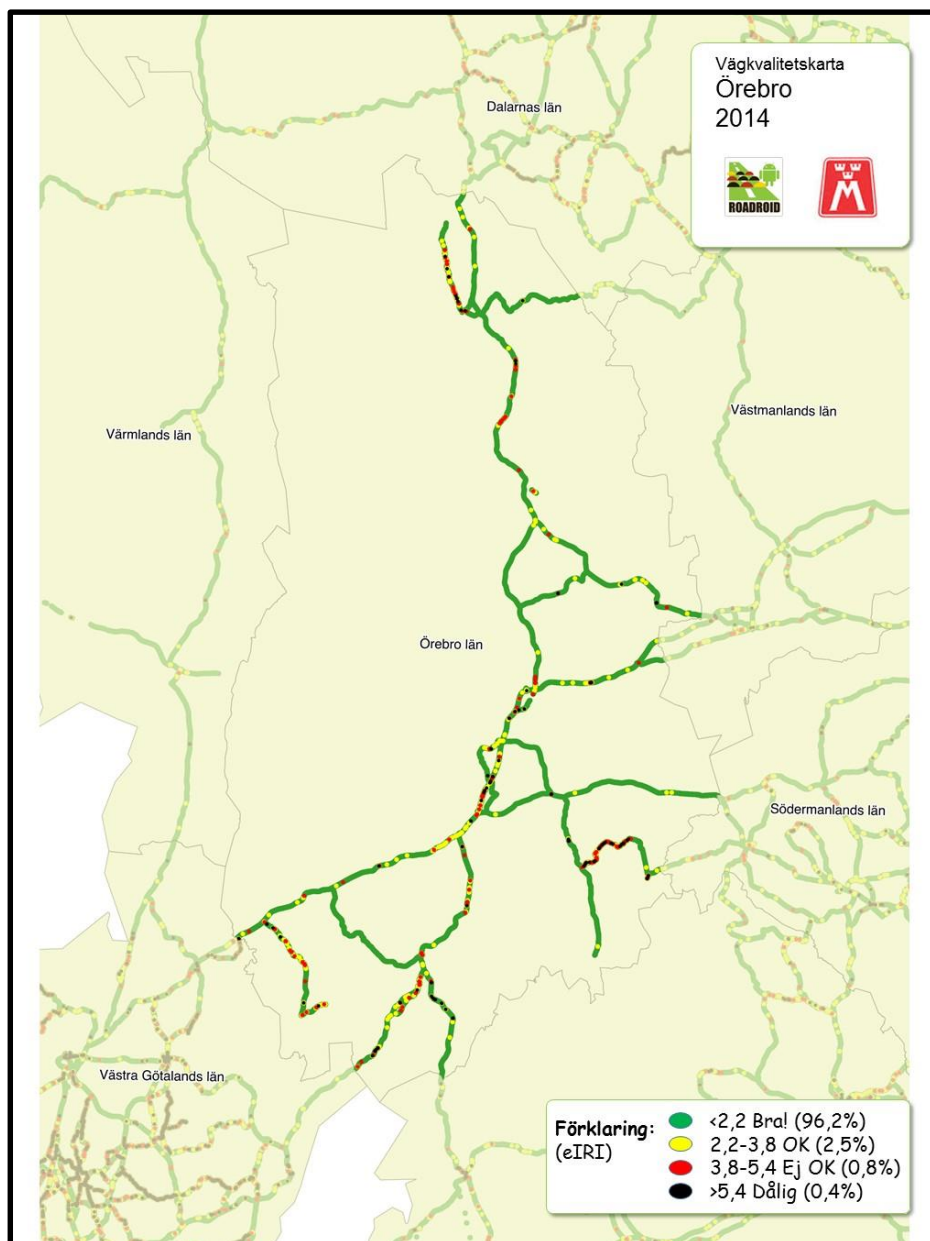 Vägkvalitetskarta
Örebro
2014
ROADROID
M
Dalarnas län
Värmlands län
Västmanlands län
Örebro län
Södermanlands län
Västra Götalands län
Förklaring:
(eIRI)
<2,2 Bra! (96,2%)
2,2-3,8 OK (2,5%)
3,8-5,4 Ej OK (0,8%)
>5,4 Dålig (0,4%)